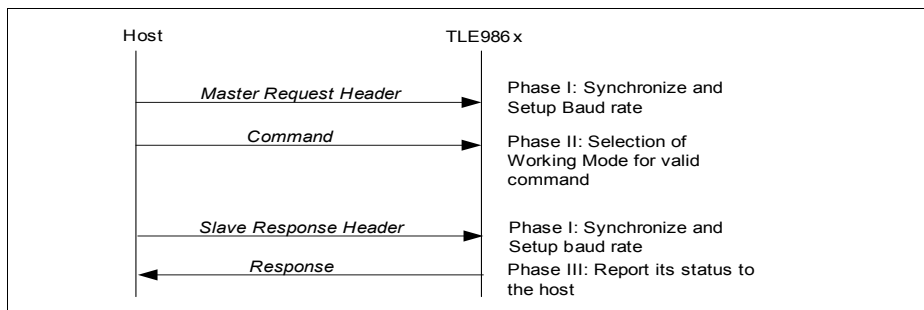 Host
TLE986x
Master Request Header
Phase I: Synchronize and
Setup Baud rate
Command
Phase II: Selection of
Working Mode for valid
command
Slave Response Header
Phase I: Synchronize and
Setup baud rate
Response
Phase III: Report its status to
the host